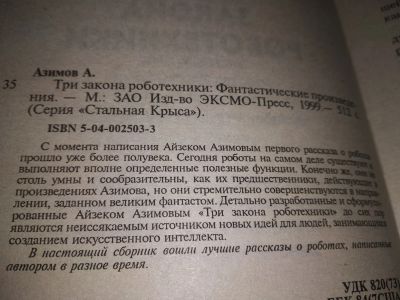 Азимов А.
35 Три закона роботехники: Фантастические произведе-
ния. — М.: ЗАО Изд-во ЭКСМО-Пресс, 1999.— 512 с.
(Серия «Стальная Крыса»).
ISBN 5-04-002503-3
С момента написания Айзеком Азимовым первого рассказа о роботах
прошло уже более полувека. Сегодня роботы на самом деле существуют и
выполняют вполне определенные полезные функции. Конечно же, они не
столь умны и сообразительны, как их предшественники, действующие в
произведениях Азимова, но они стремительно совершенствуются в направ-
лении, заданном великим фантастом. Детально разработанные и сформули-
рованные Айзеком Азимовым «Три закона роботехники» до сих пор
являются неиссякаемым источником новых идей для людей, занимающихся
созданием искусственного интеллекта.
В настоящий сборник вошли лучшие рассказы о роботах, написанные
автором в разное время.
УДК 820(73)
ББК 84(7США)